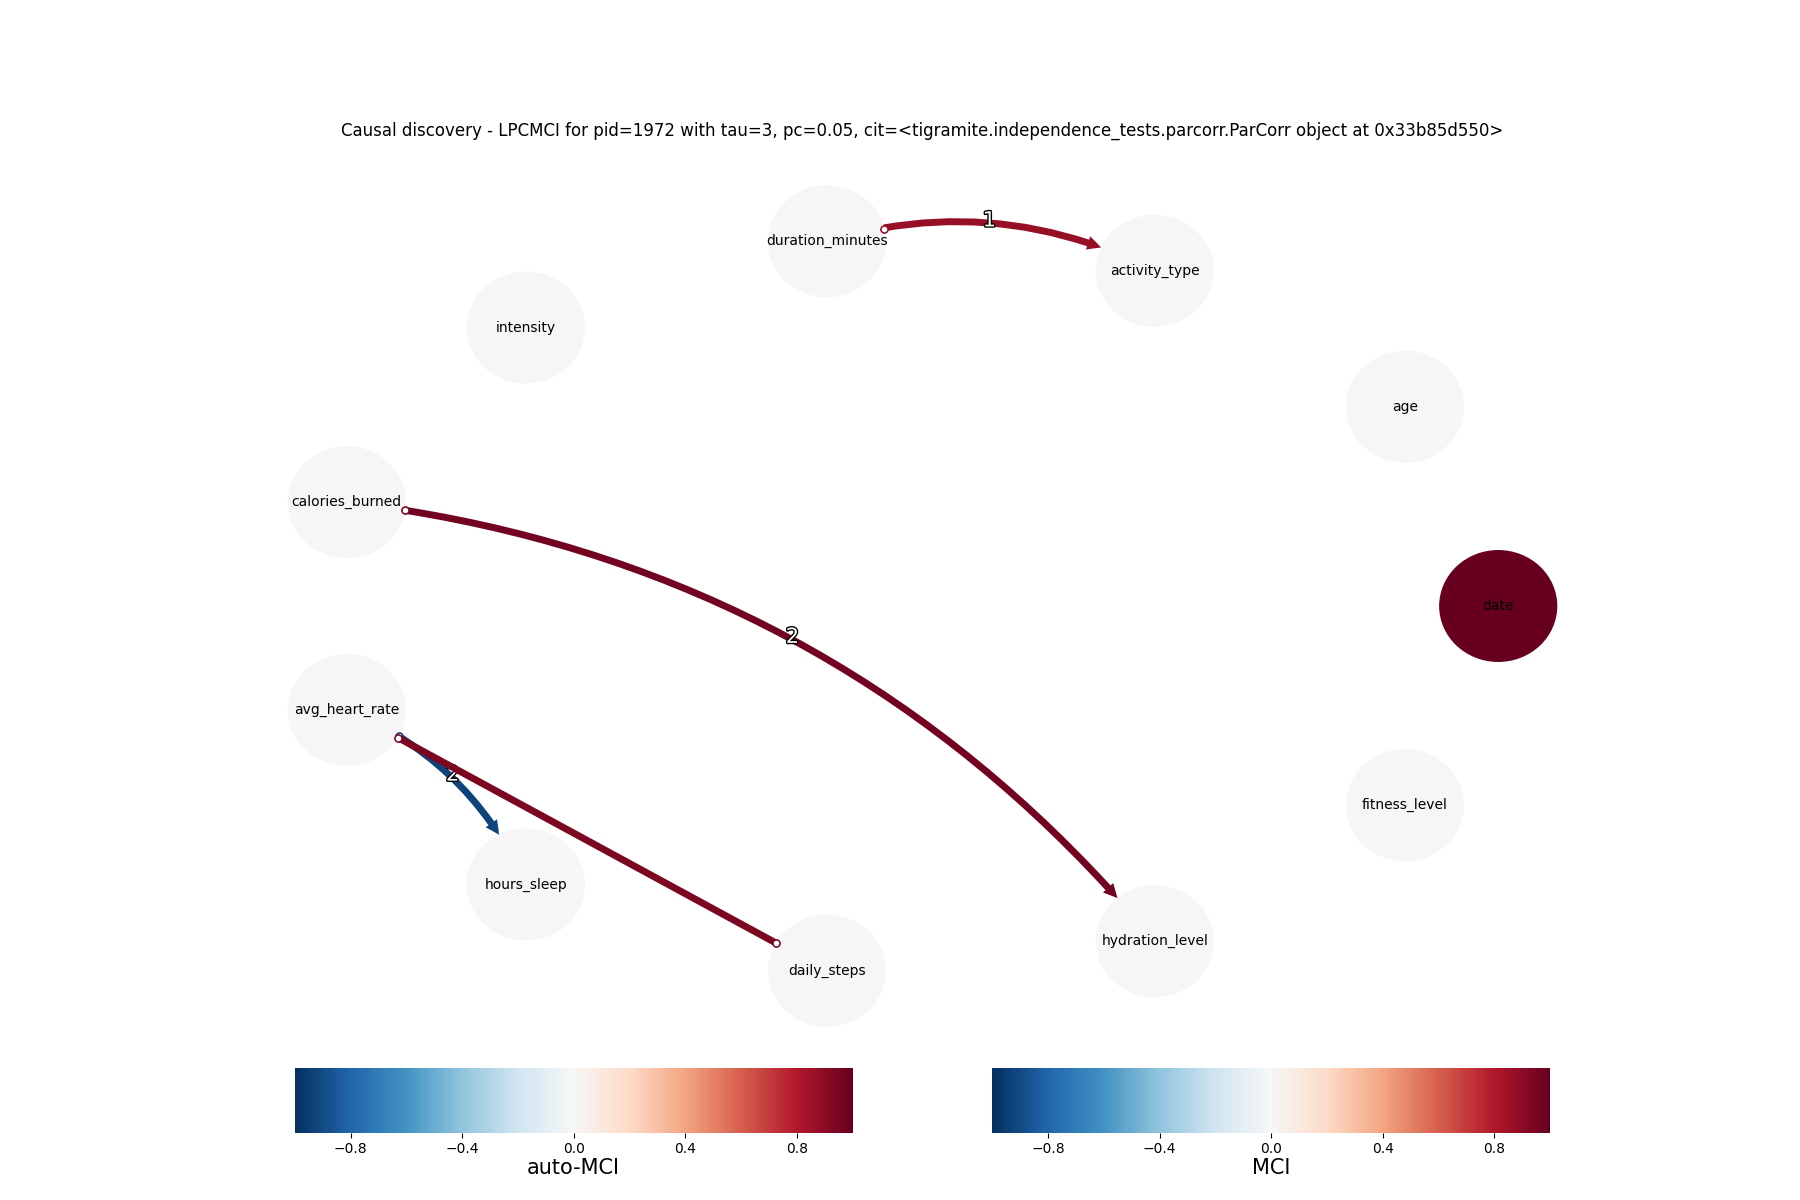 Causal discovery - LPCMCI for pid=1972 with tau=3, pc=0.05, cit=<tigramite.independence_tests.parcorr.ParCorr object at 0x33b85d550>
1
duration_minutes
activity_type
intensity
age
calories_burned
date
2
avg_heart_rate
2
fitness_level
hours_sleep
hydration_level
daily_steps
−0.8 −0.4 0.0 0.4 0.8
auto-MCI
−0.8 −0.4 0.0 0.4 0.8
MCI